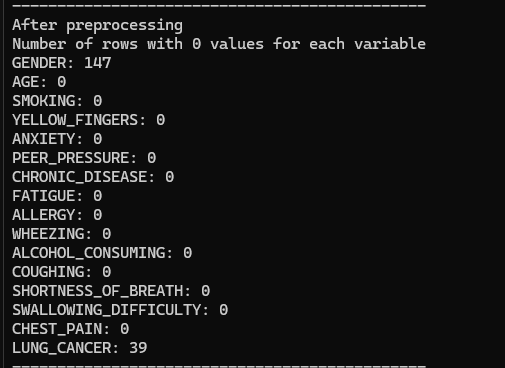 ----------------------------------------------
After preprocessing
Number of rows with 0 values for each variable
GENDER: 147
AGE: 0
SMOKING: 0
YELLOW_FINGERS: 0
ANXIETY: 0
PEER_PRESSURE: 0
CHRONIC_DISEASE: 0
FATIGUE: 0
ALLERGY: 0
WHEEZING: 0
ALCOHOL_CONSUMING: 0
COUGHING: 0
SHORTNESS_OF_BREATH: 0
SWALLOWING_DIFFICULTY: 0
CHEST_PAIN: 0
LUNG_CANCER: 39
----------------------------------------------